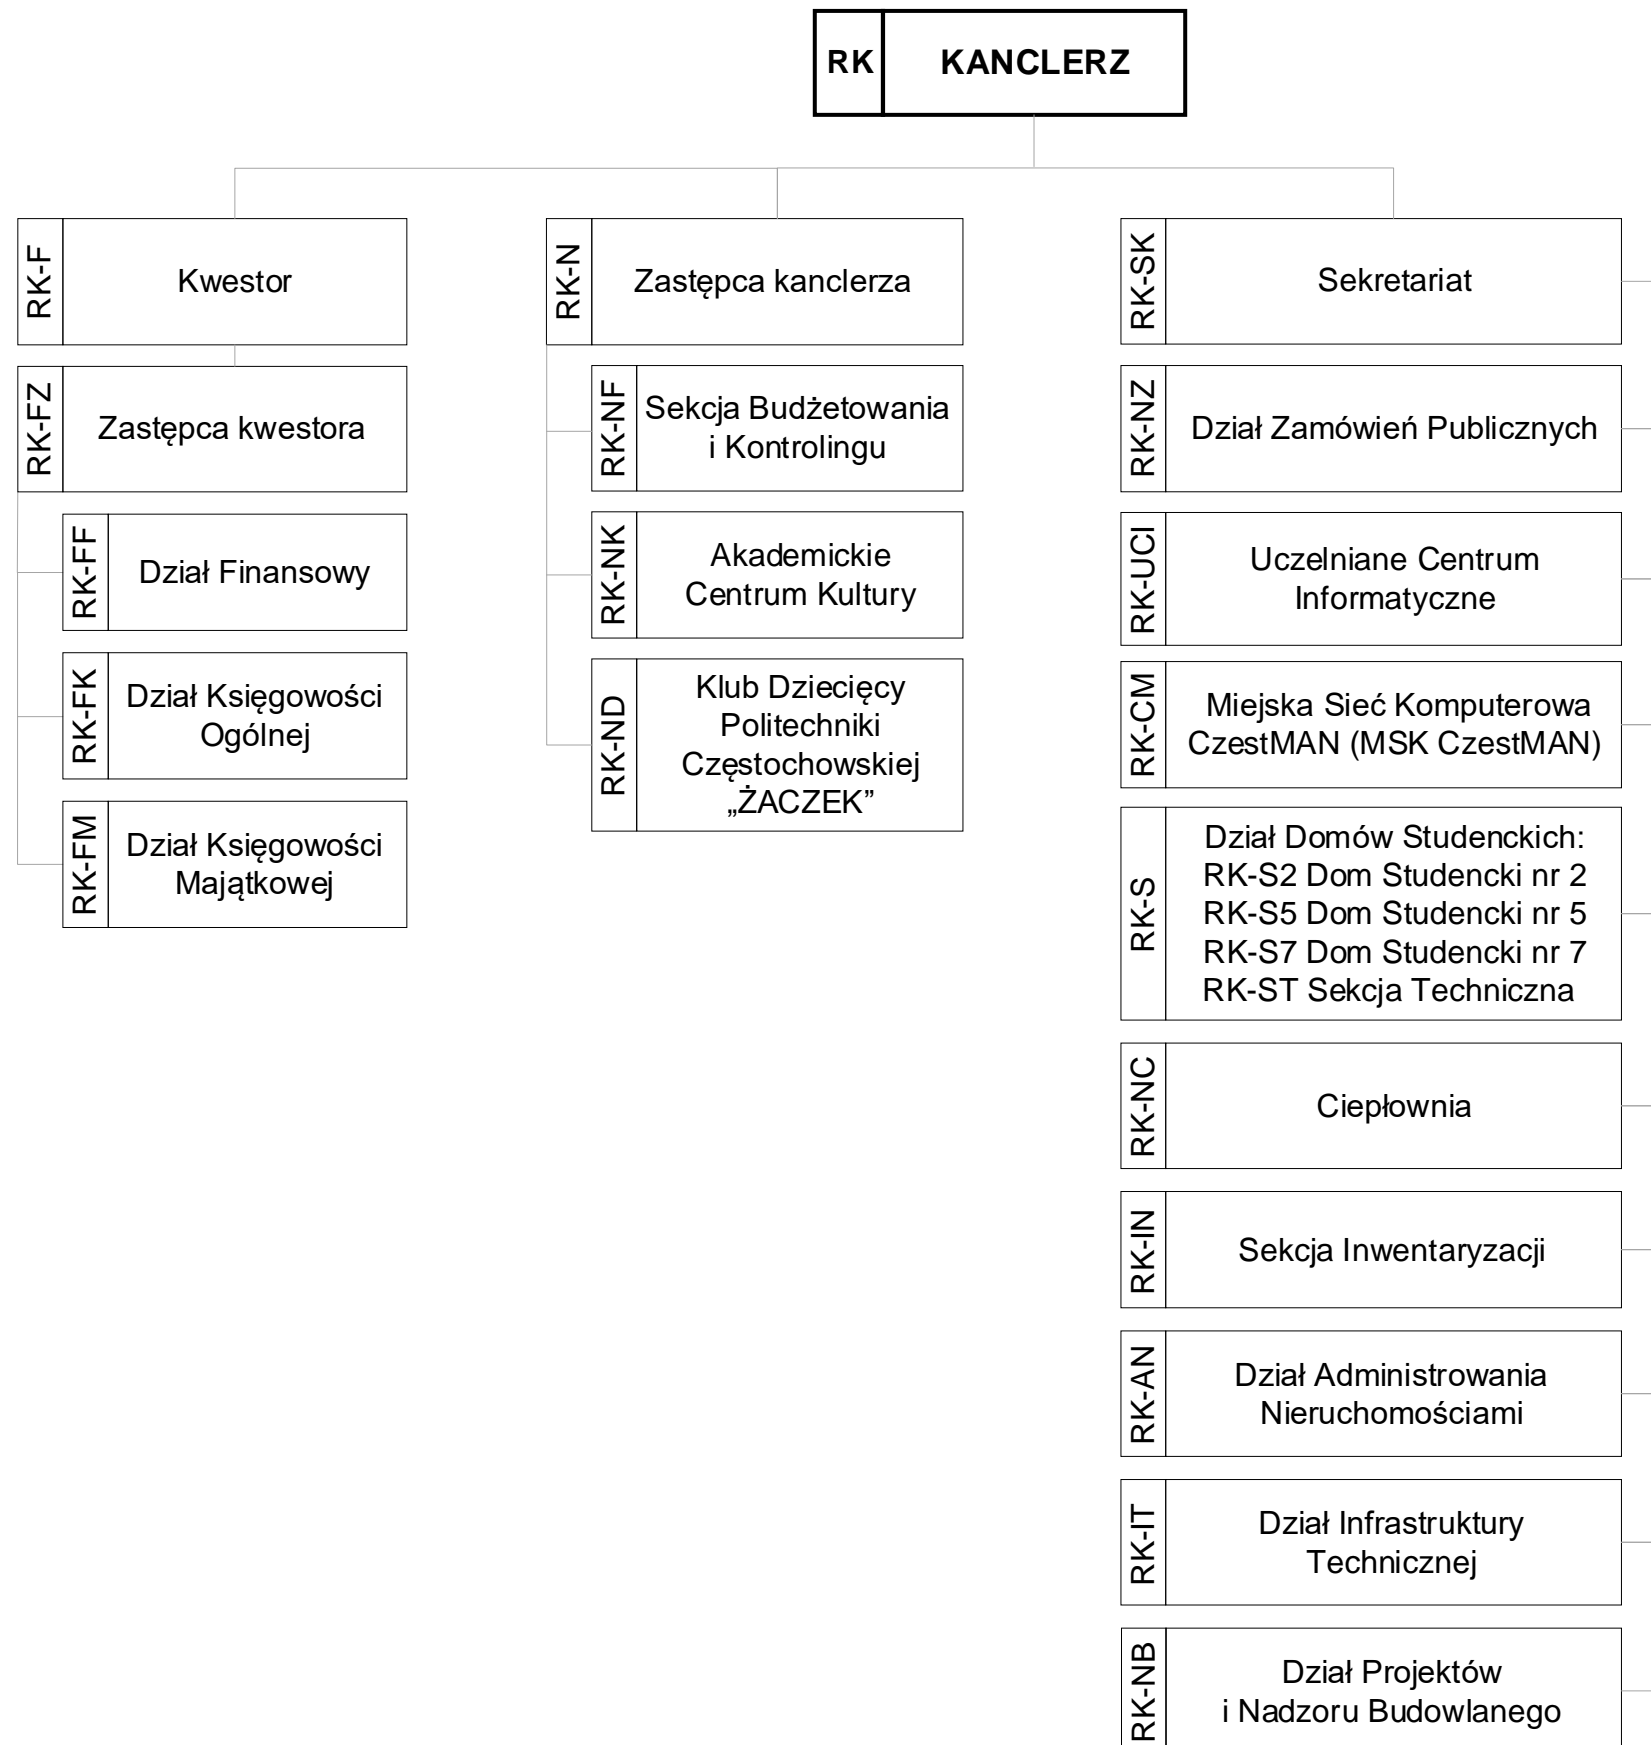 RK
KANCLERZ
RK-F
Kwestor
RK-FZ
Zastępca kwestora
RK-FF
Dział Finansowy
RK-FK
Dział Księgowości
Ogólnej
RK-FM
Dział Księgowości
Majątkowej
RK-N
Zastępca kanclerza
RK-NF
Sekcja Budżetowania
i Kontrolingu
RK-NK
Akademickie
Centrum Kultury
RK-ND
Klub Dziecięcy
Politechniki
Częstochowskiej
„ŻACZEK”
RK-SK
Sekretariat
RK-NZ
Dział Zamówień Publicznych
RK-UCI
Uczelniane Centrum
Informatyczne
RK-CM
Miejska Sieć Komputerowa
CzestMAN (MSK CzestMAN)
RK-S
Dział Domów Studenckich:
RK-S2 Dom Studencki nr 2
RK-S5 Dom Studencki nr 5
RK-S7 Dom Studencki nr 7
RK-ST Sekcja Techniczna
RK-NC
Ciepłownia
RK-IN
Sekcja Inwentaryzacji
RK-AN
Dział Administrowania
Nieruchomościami
RK-IT
Dział Infrastruktury
Technicznej
RK-NB
Dział Projektów
i Nadzoru Budowlanego